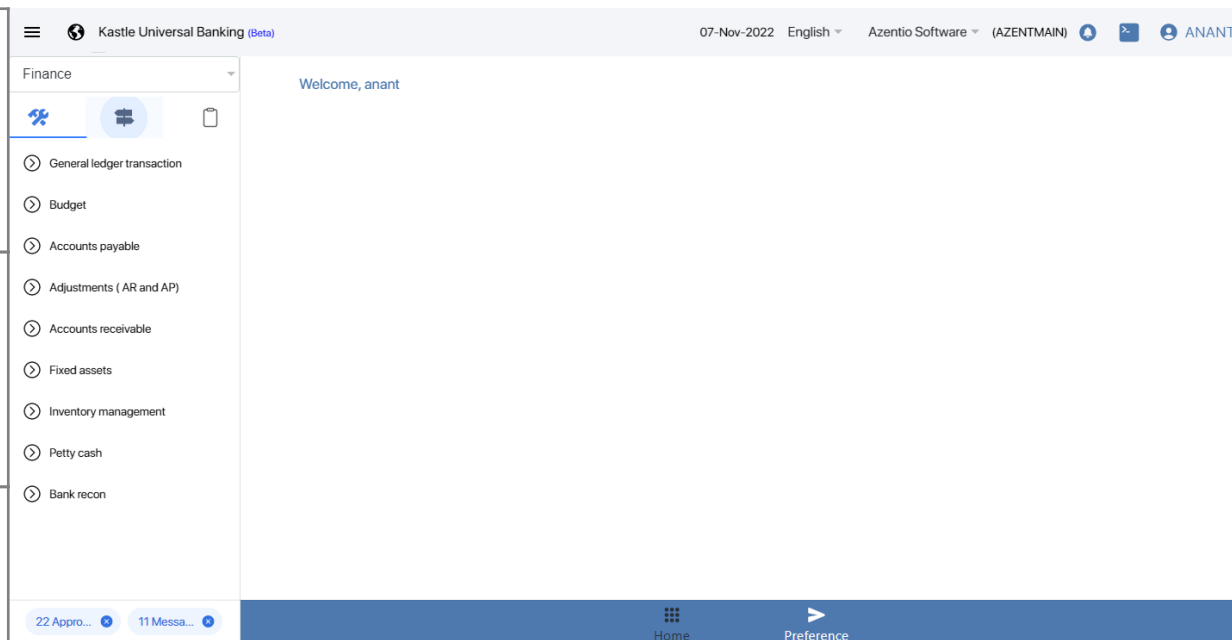 Kastle Universal Banking (Beta)
07-Nov-2022 English Azentio Software (AZENTMAIN) ANANT
Finance
Welcome, anant
General ledger transaction
Budget
Accounts payable
Adjustments ( AR and AP)
Accounts receivable
Fixed assets
Inventory management
Petty cash
Bank recon
22 Appro... 11 Messa...
Home
Preference